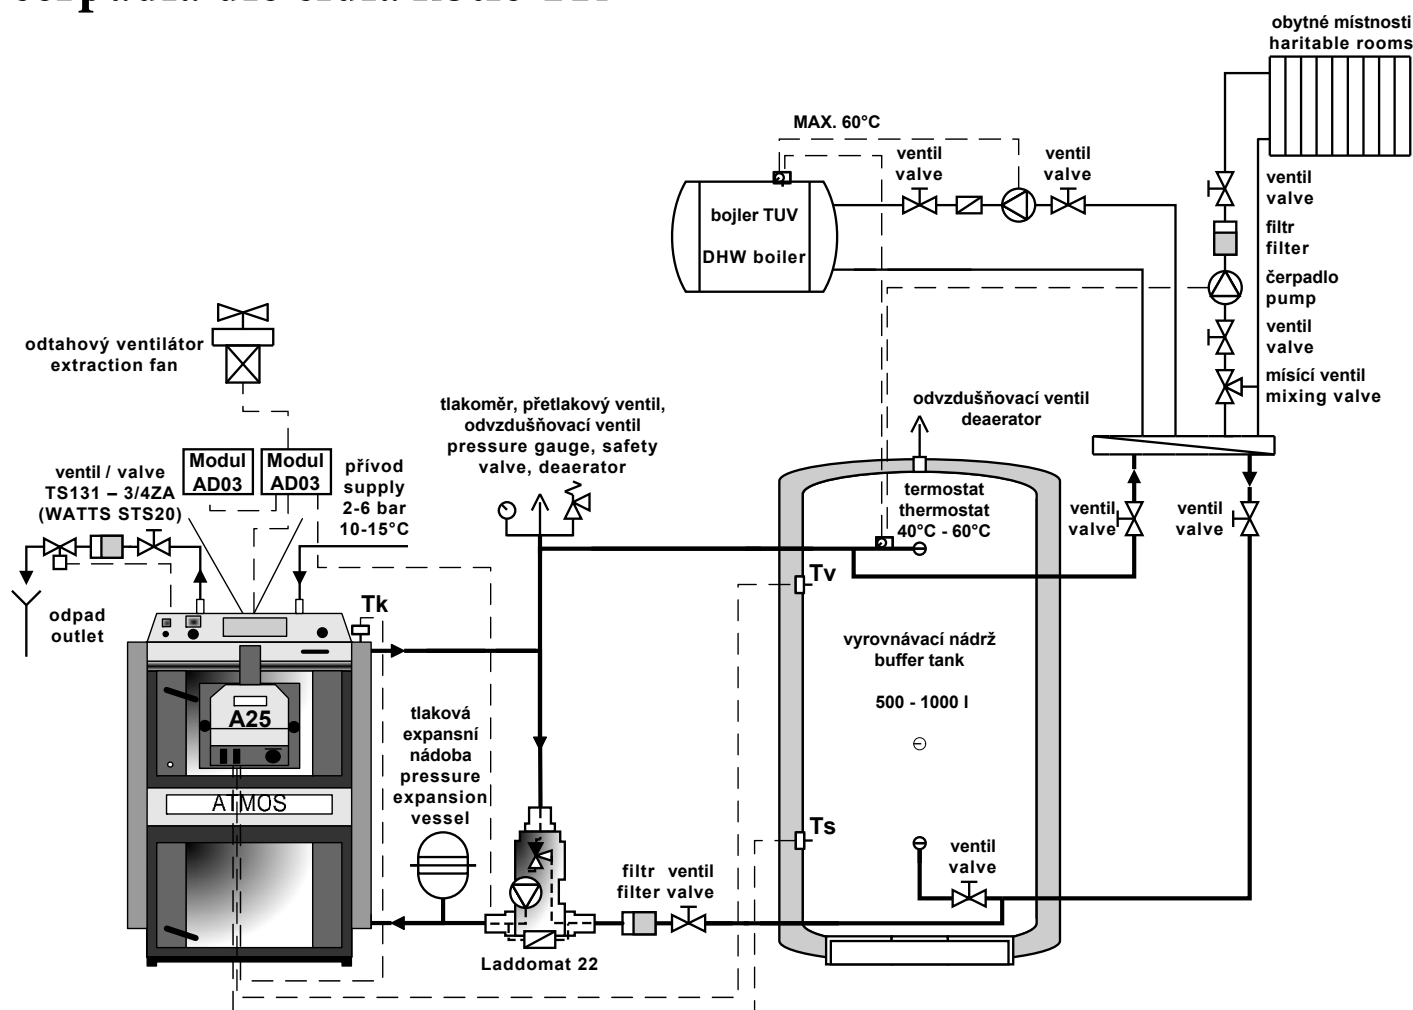 obytné místnosti
haritable rooms
MAX. 60°C
ventil
valve
ventil
valve
ventil
valve
bojler TUV
DHW boiler
filtr
filter
čerpadlo
pump
ventil
valve
mísící ventil
mixing valve
odtahový ventilátor
extraction fan
tlakoměr, přetlakový ventil,
odvzdušňovací ventil
pressure gauge, safety
valve, deaerator
odvzdušňovací ventil
deaerator
ventil / valve
TS131 – 3/4ZA
(WATTS STS20)
Modul
AD03
Modul
AD03
přívod
supply
2-6 bar
10-15°C
termostat
thermostat
40°C - 60°C
ventil
valve
ventil
valve
Tv
Tk
odpad
outlet
vyrovnávací nádrž
buffer tank
500 - 1000 l
A25
ATMOS
tlaková
expansní
nádoba
pressure
expansion
vessel
Ts
ventil
valve
filtr ventil
filter valve
Laddomat 22